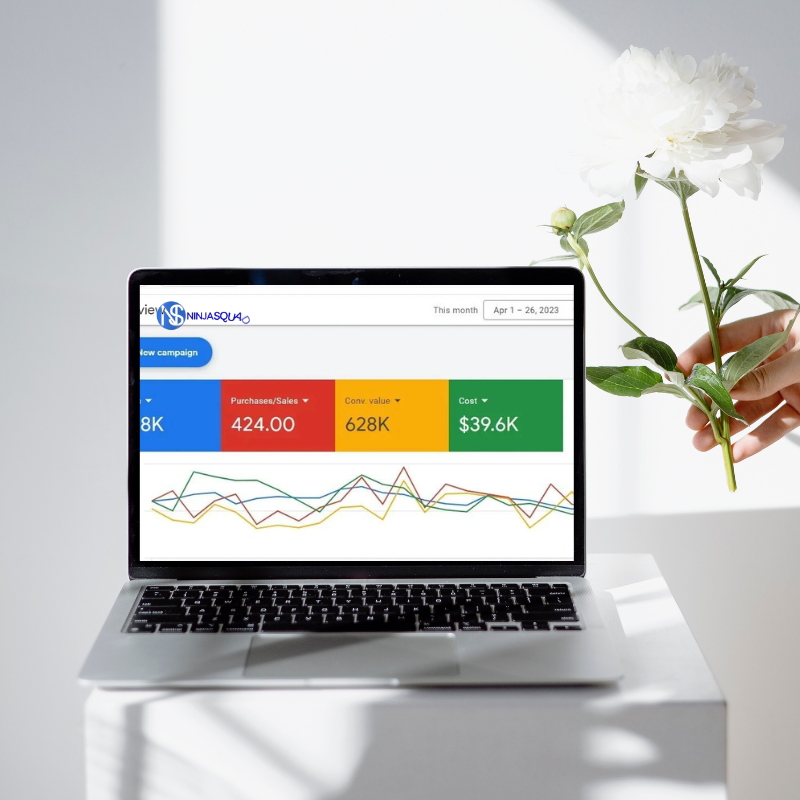 view
NINJASQUAD
This month
Apr 1 – 26, 2023
New campaign
Purchases/Sales
Conv. value
Cost
8K
424.00
628K
$39.6K